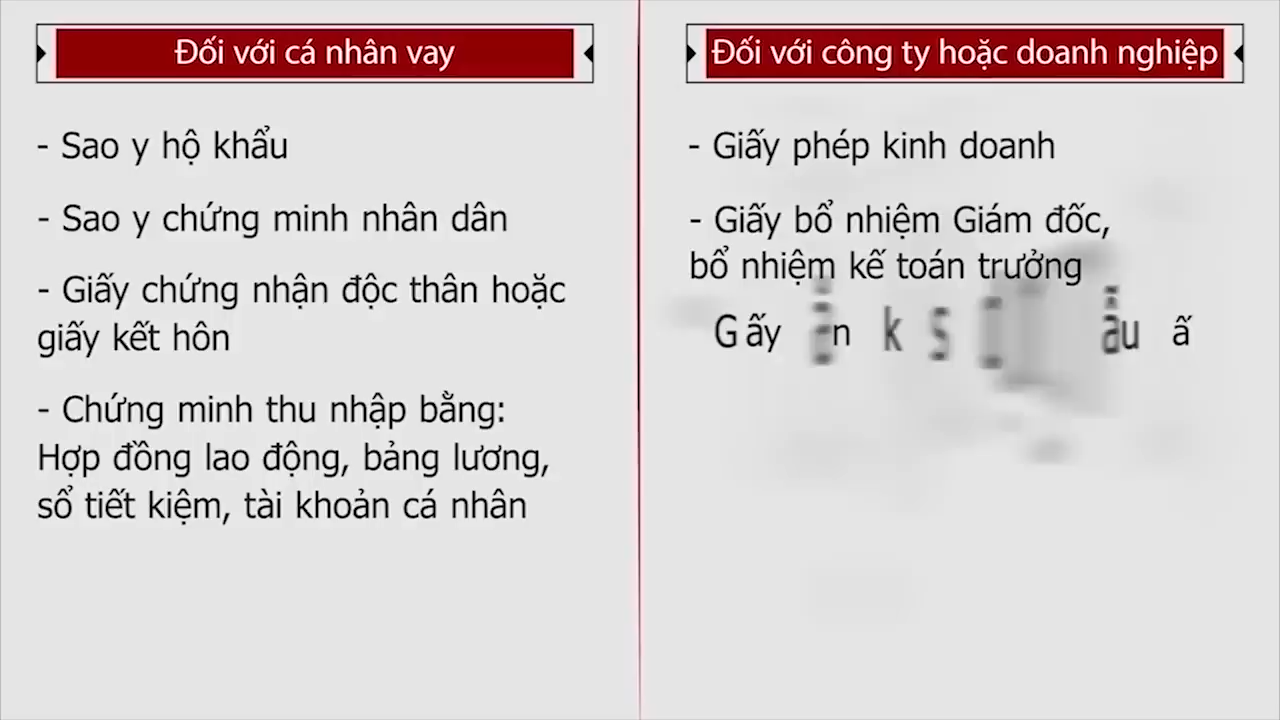 Đối với cá nhân vay
- Sao y hộ khẩu
- Sao y chứng minh nhân dân
- Giấy chứng nhận độc thân hoặc
giấy kết hôn
- Chứng minh thu nhập bằng:
Hợp đồng lao động, bảng lương,
sổ tiết kiệm, tài khoản cá nhân
Đối với công ty hoặc doanh nghiệp
- Giấy phép kinh doanh
- Giấy bổ nhiệm Giám đốc,
bổ nhiệm kế toán trưởng